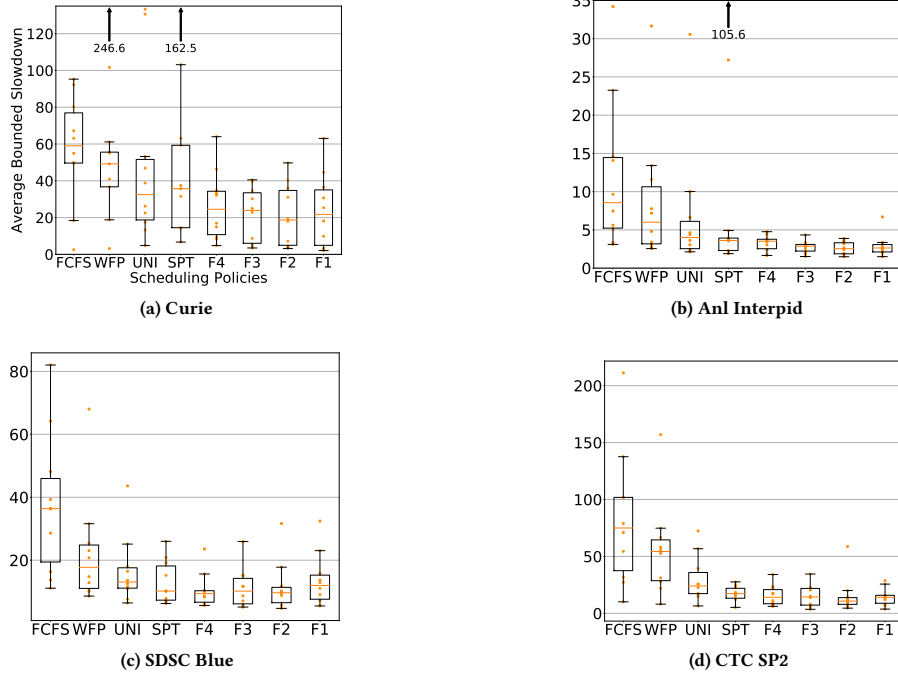 120
100
80
60
40
20
0
Average Bounded Slowdown
246.6
162.5
FCFS WFP UNI SPT F4 F3 F2 F1
Scheduling Policies
(a) Curie
35
30
25
20
15
10
5
0
105.6
FCFS WFP UNI SPT F4 F3 F2 F1
(b) Anl Interpid
80
60
40
20
FCFS WFP UNI SPT F4 F3 F2 F1
(c) SDSC Blue
200
150
100
50
0
FCFS WFP UNI SPT F4 F3 F2 F1
(d) CTC SP2